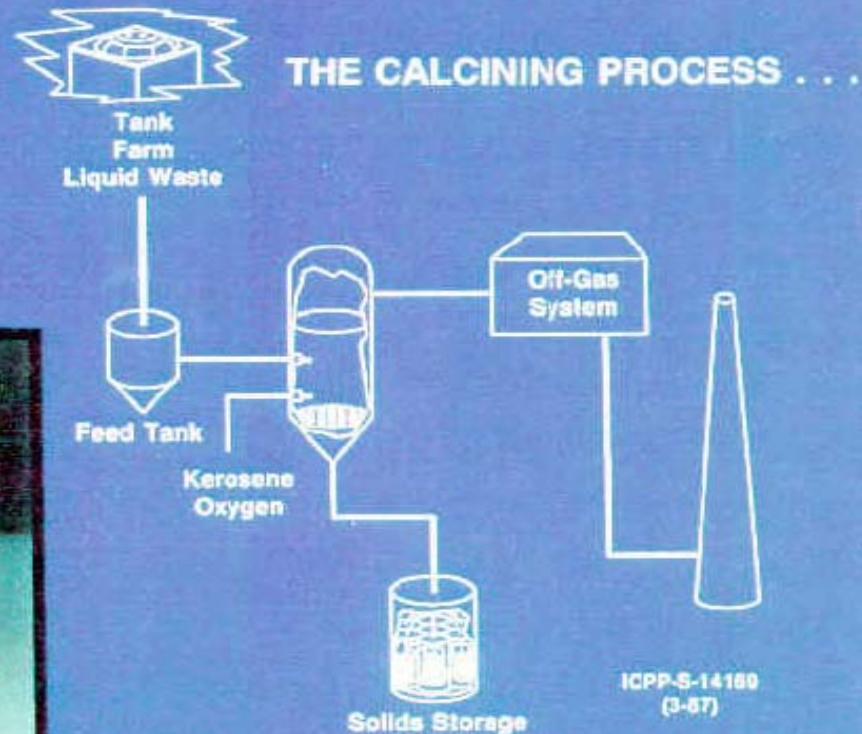 THE CALCINING PROCESS . . .
Tank
Farm
Liquid Waste
Feed Tank
Kerosene
Oxygen
Off-Gas
System
Solids Storage
ICPP-S-14169
(3-87)